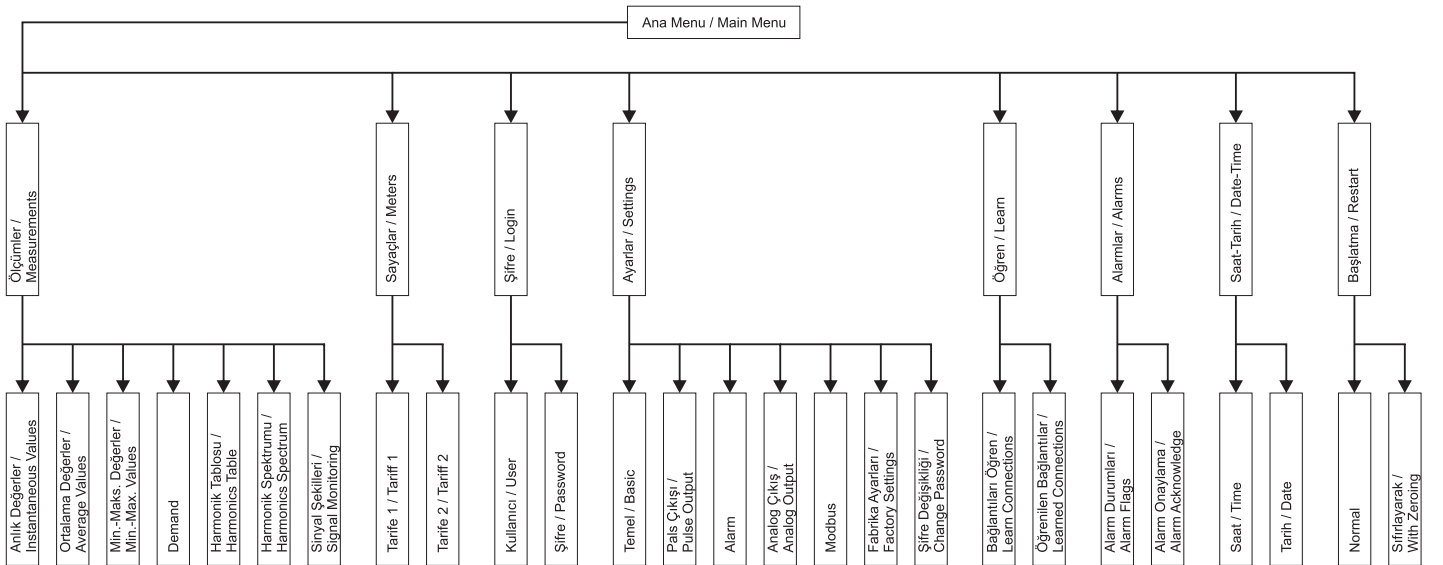 Ana Menu / Main Menu
Ölçümler /
Measurements
Sayaçlar / Meters
Şifre / Login
Ayarlar / Settings
Öğren / Learn
Alarmlar / Alarms
Saat-Tarih / Date-Time
Başlatma / Restart
Anlık Değerler /
Instantaneous Values
Ortalama Değerler /
Average Values
Min.-Maks. Değerler /
Min.-Max. Values
Demand
Harmonik Tablosu /
Harmonics Table
Harmonik Spektrumu /
Harmonics Spectrum
Sinyal Şekilleri /
Signal Monitoring
Tarife 1 / Tariff 1
Tarife 2 / Tariff 2
Kullanıcı / User
Şifre / Password
Temel / Basic
Pals Çıkışı /
Pulse Output
Alarm
Analog Çıkış /
Analog Output
Modbus
Fabrika Ayarları /
Factory Settings
Şifre Değişikliği /
Change Password
Bağlantıları Öğren /
Learn Connections
Öğrenilen Bağlantılar /
Learned Connections
Alarm Durumları /
Alarm Flags
Alarm Onaylama /
Alarm Acknowledge
Saat / Time
Tarih / Date
Normal
Sıfırlayarak /
With Zeroing